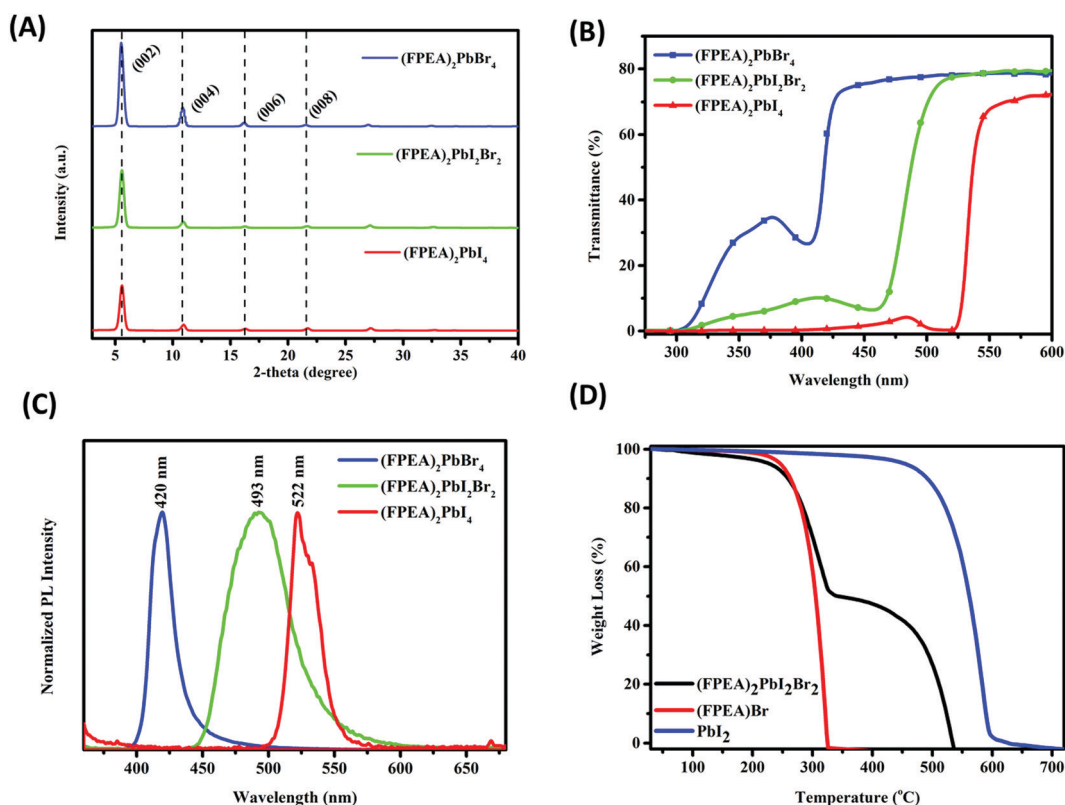 (A)
(002)
(004)
(006)
(008)
(FPEA)₂PbBr₄
(FPEA)₂PbI₂Br₂
(FPEA)₂PbI₄
Intensity (a.u.)
5 10 15 20 25 30 35 40
2-theta (degree)
(B)
(FPEA)₂PbBr₄
(FPEA)₂PbI₂Br₂
(FPEA)₂PbI₄
Transmittance (%)
80
60
40
20
0
300 350 400 450 500 550 600
Wavelength (nm)
(C)
420 nm
493 nm
522 nm
(FPEA)₂PbBr₄
(FPEA)₂PbI₂Br₂
(FPEA)₂PbI₄
Normalized PL Intensity
400 450 500 550 600 650
Wavelength (nm)
(D)
Weight Loss (%)
100
80
60
40
20
0
(FPEA)₂PbI₂Br₂
(FPEA)Br
PbI₂
100 200 300 400 500 600 700
Temperature (°C)